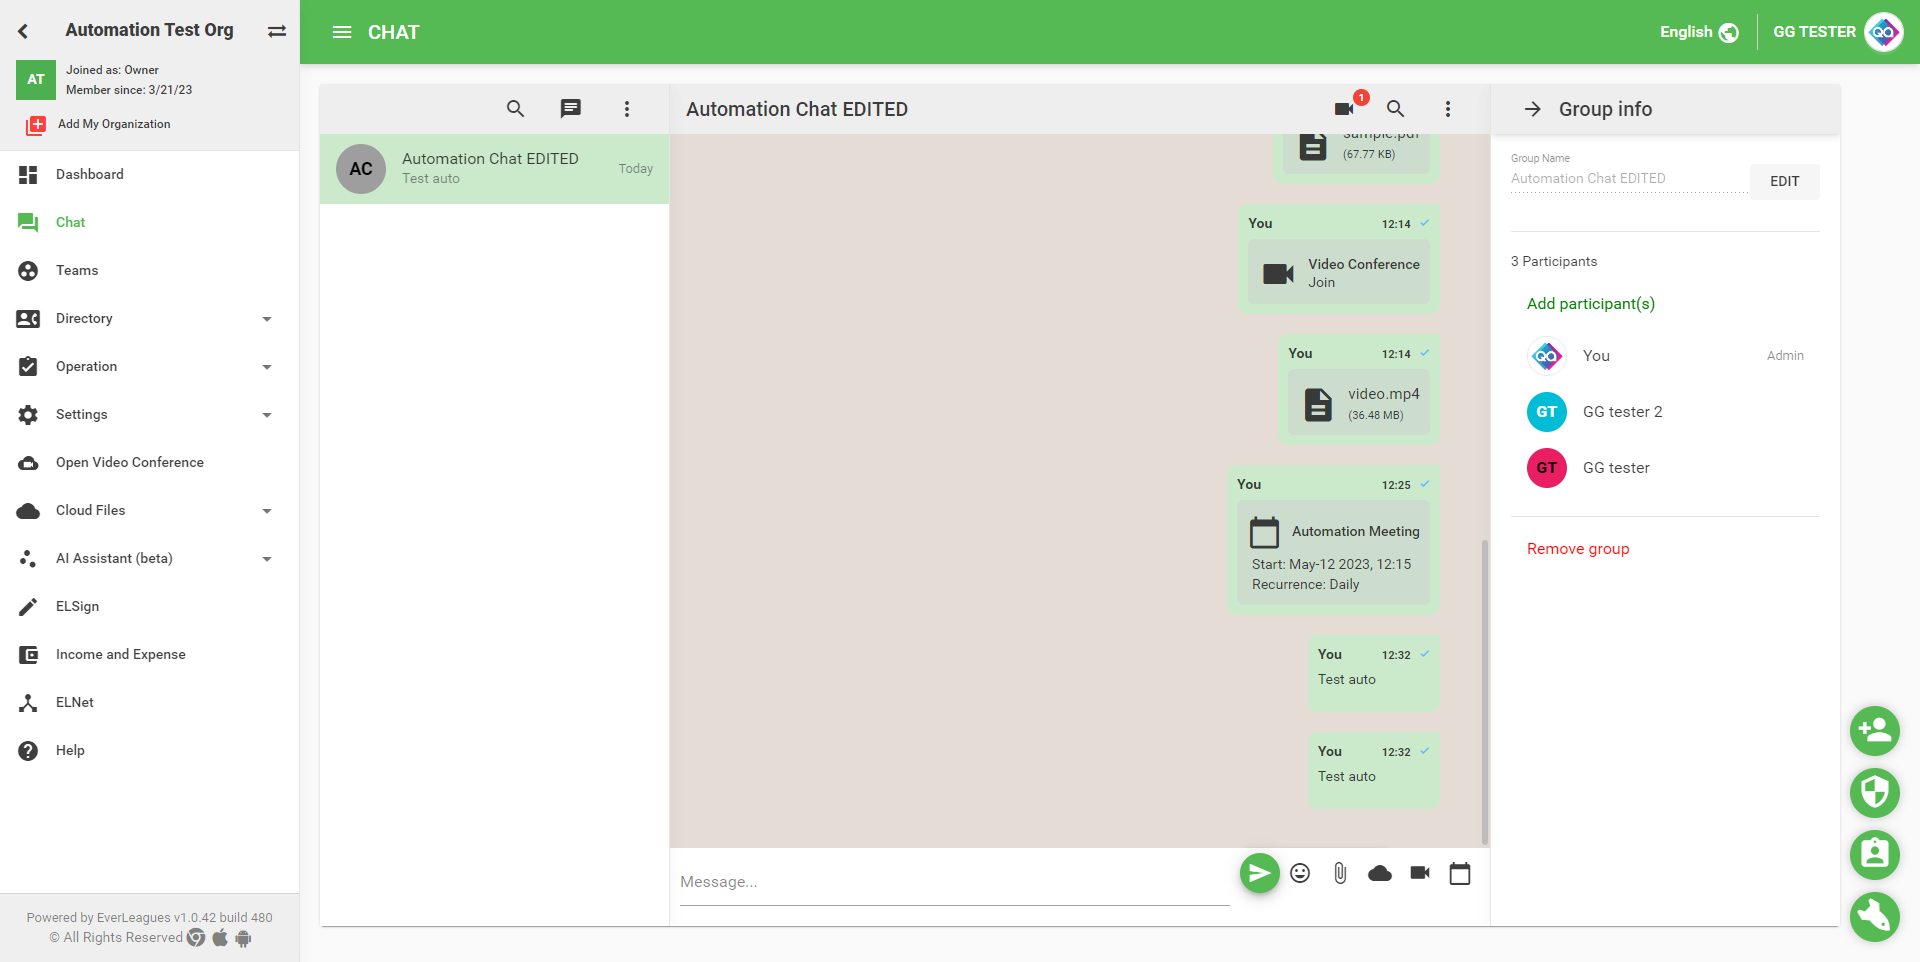 Automation Test Org
AT
Joined as: Owner
Member since: 3/21/23
Add My Organization
Dashboard
Chat
Teams
Directory
Operation
Settings
Open Video Conference
Cloud Files
AI Assistant (beta)
ELSign
Income and Expense
ELNet
Help
Powered by EverLeagues v1.0.42 build 480
© All Rights Reserved
CHAT
English
GG TESTER
QA
AC
Automation Chat EDITED
Today
Test auto
Automation Chat EDITED
1
sample.pdf
(67.77 KB)
You 12:14
Video Conference
Join
You 12:14
video.mp4
(36.48 MB)
You 12:25
Automation Meeting
Start: May-12 2023, 12:15
Recurrence: Daily
You 12:32
Test auto
You 12:32
Test auto
Message...
Group info
Group Name
Automation Chat EDITED
EDIT
3 Participants
Add participant(s)
QA
You
Admin
GT
GG tester 2
GT
GG tester
Remove group